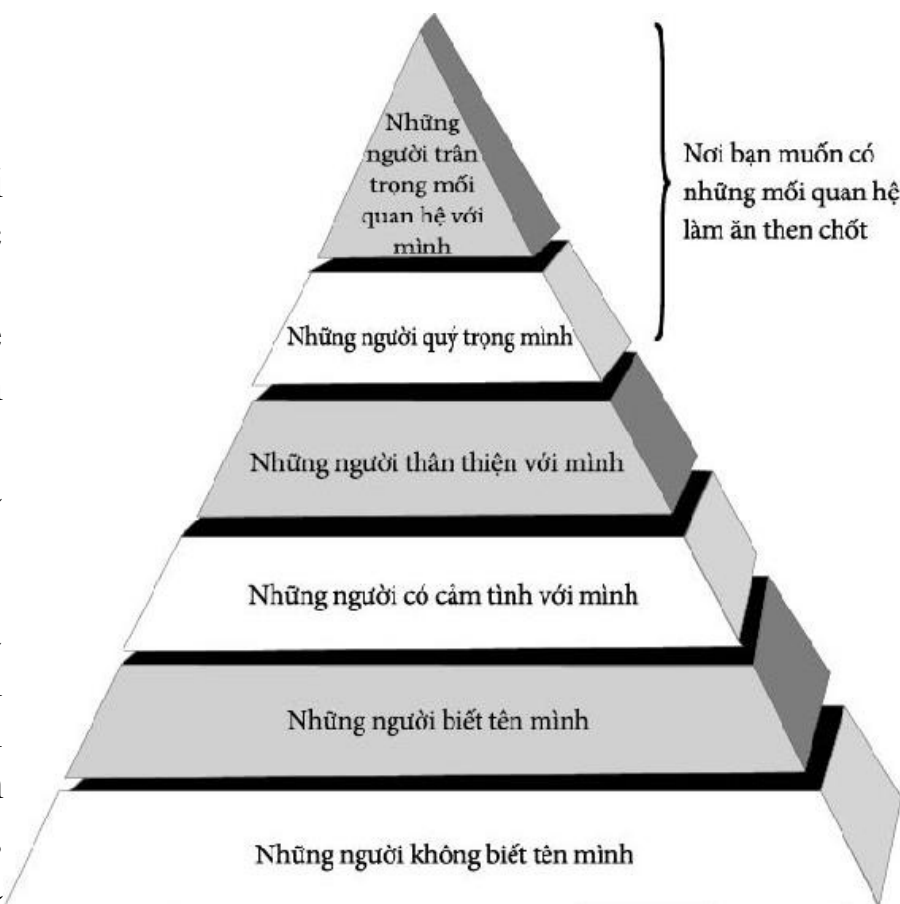 Những
người trân
trọng mối
quan hệ với
mình
Nơi bạn muốn có
những mối quan hệ
làm ăn then chốt
Những người quý trọng mình
Những người thân thiện với mình
Những người có cảm tình với mình
Những người biết tên mình
Những người không biết tên mình